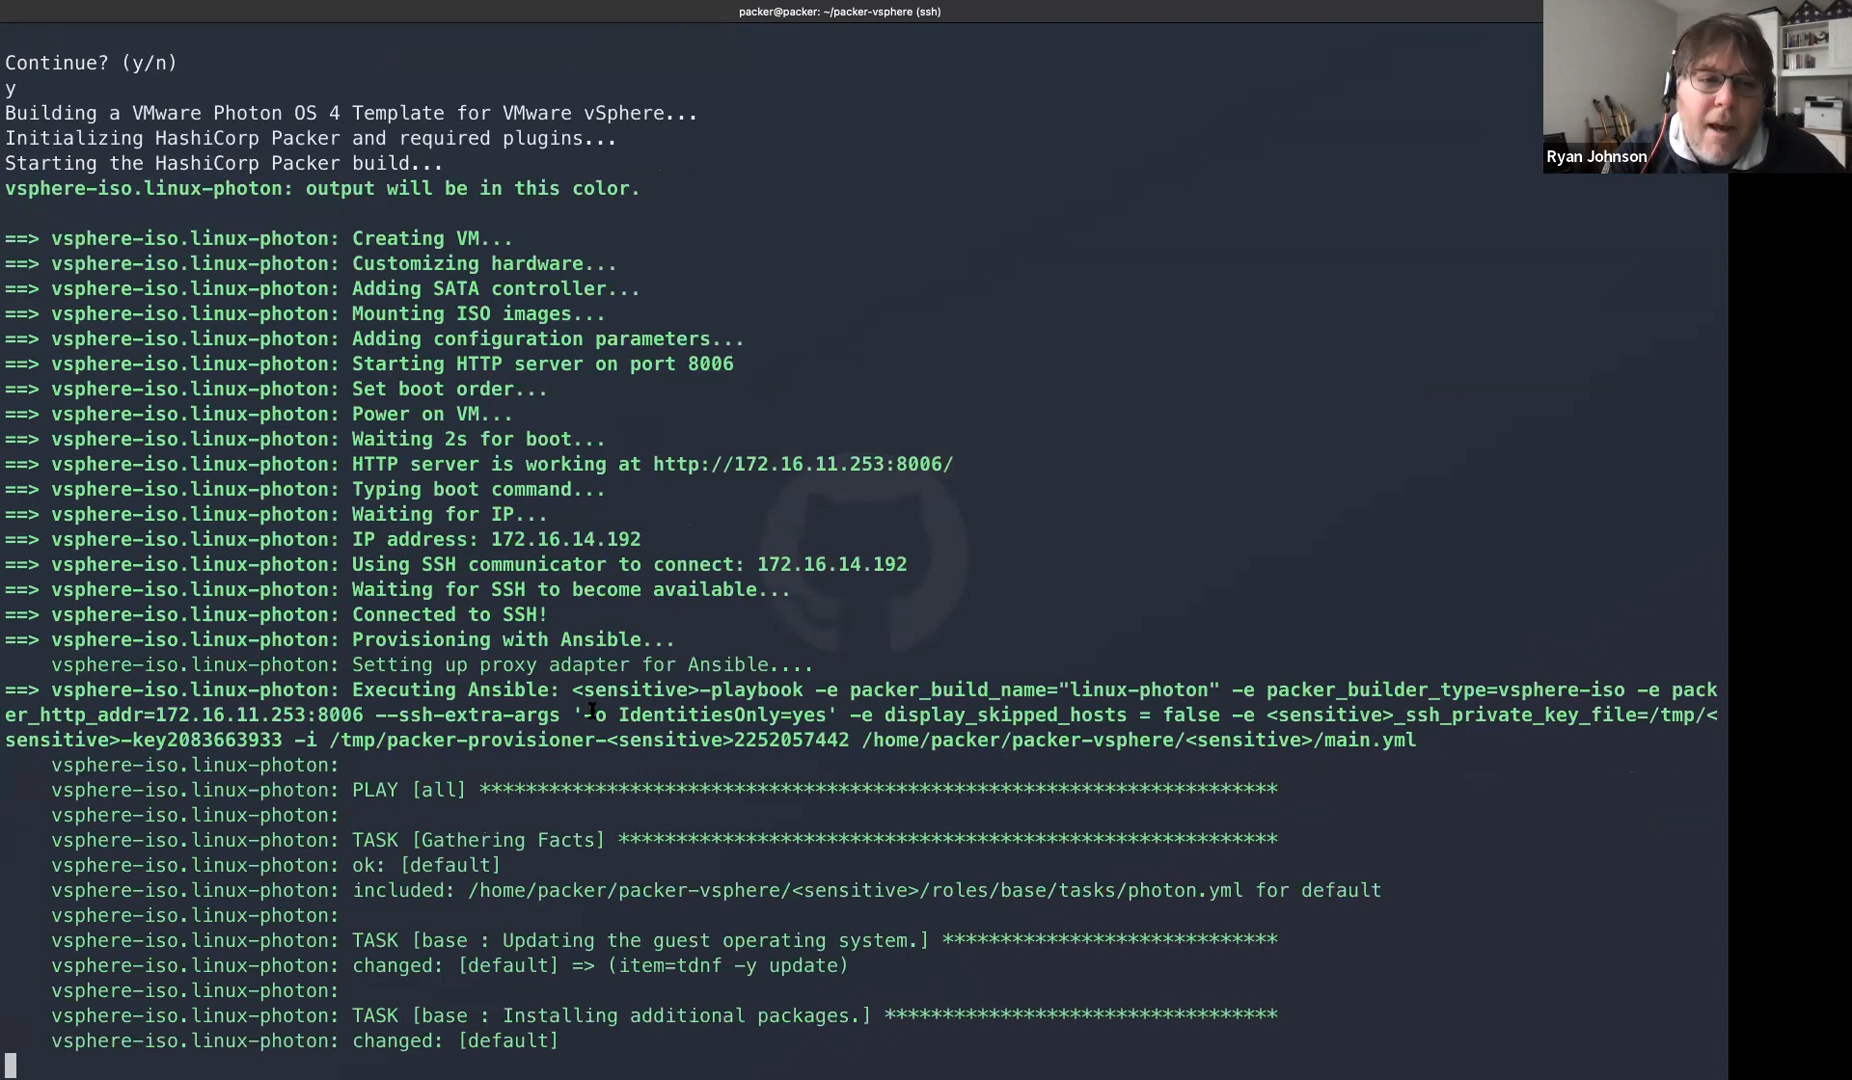 packer@packer: ~/packer-vsphere (ssh)
Continue? (y/n)
y
Building a VMware Photon OS 4 Template for VMware vSphere...
Initializing HashiCorp Packer and required plugins...
Starting the HashiCorp Packer build...
vsphere-iso.linux-photon: output will be in this color.
==> vsphere-iso.linux-photon: Creating VM...
==> vsphere-iso.linux-photon: Customizing hardware...
==> vsphere-iso.linux-photon: Adding SATA controller...
==> vsphere-iso.linux-photon: Mounting ISO images...
==> vsphere-iso.linux-photon: Adding configuration parameters...
==> vsphere-iso.linux-photon: Starting HTTP server on port 8006
==> vsphere-iso.linux-photon: Set boot order...
==> vsphere-iso.linux-photon: Power on VM...
==> vsphere-iso.linux-photon: Waiting 2s for boot...
==> vsphere-iso.linux-photon: HTTP server is working at http://172.16.11.253:8006/
==> vsphere-iso.linux-photon: Typing boot command...
==> vsphere-iso.linux-photon: Waiting for IP...
==> vsphere-iso.linux-photon: IP address: 172.16.14.192
==> vsphere-iso.linux-photon: Using SSH communicator to connect: 172.16.14.192
==> vsphere-iso.linux-photon: Waiting for SSH to become available...
==> vsphere-iso.linux-photon: Connected to SSH!
==> vsphere-iso.linux-photon: Provisioning with Ansible...
vsphere-iso.linux-photon: Setting up proxy adapter for Ansible....
==> vsphere-iso.linux-photon: Executing Ansible: <sensitive>-playbook -e packer_build_name="linux-photon" -e packer_builder_type=vsphere-iso -e pack
er_http_addr=172.16.11.253:8006 --ssh-extra-args '-o IdentitiesOnly=yes' -e display_skipped_hosts = false -e <sensitive>_ssh_private_key_file=/tmp/<
sensitive>-key2083663933 -i /tmp/packer-provisioner-<sensitive>2252057442 /home/packer/packer-vsphere/<sensitive>/main.yml
vsphere-iso.linux-photon:
vsphere-iso.linux-photon: PLAY [all] *********************************************************************
vsphere-iso.linux-photon:
vsphere-iso.linux-photon: TASK [Gathering Facts] *********************************************************
vsphere-iso.linux-photon: ok: [default]
vsphere-iso.linux-photon: included: /home/packer/packer-vsphere/<sensitive>/roles/base/tasks/photon.yml for default
vsphere-iso.linux-photon:
vsphere-iso.linux-photon: TASK [base : Updating the guest operating system.] *****************************
vsphere-iso.linux-photon: changed: [default] => (item=tdnf -y update)
vsphere-iso.linux-photon:
vsphere-iso.linux-photon: TASK [base : Installing additional packages.] **********************************
vsphere-iso.linux-photon: changed: [default]
Ryan Johnson